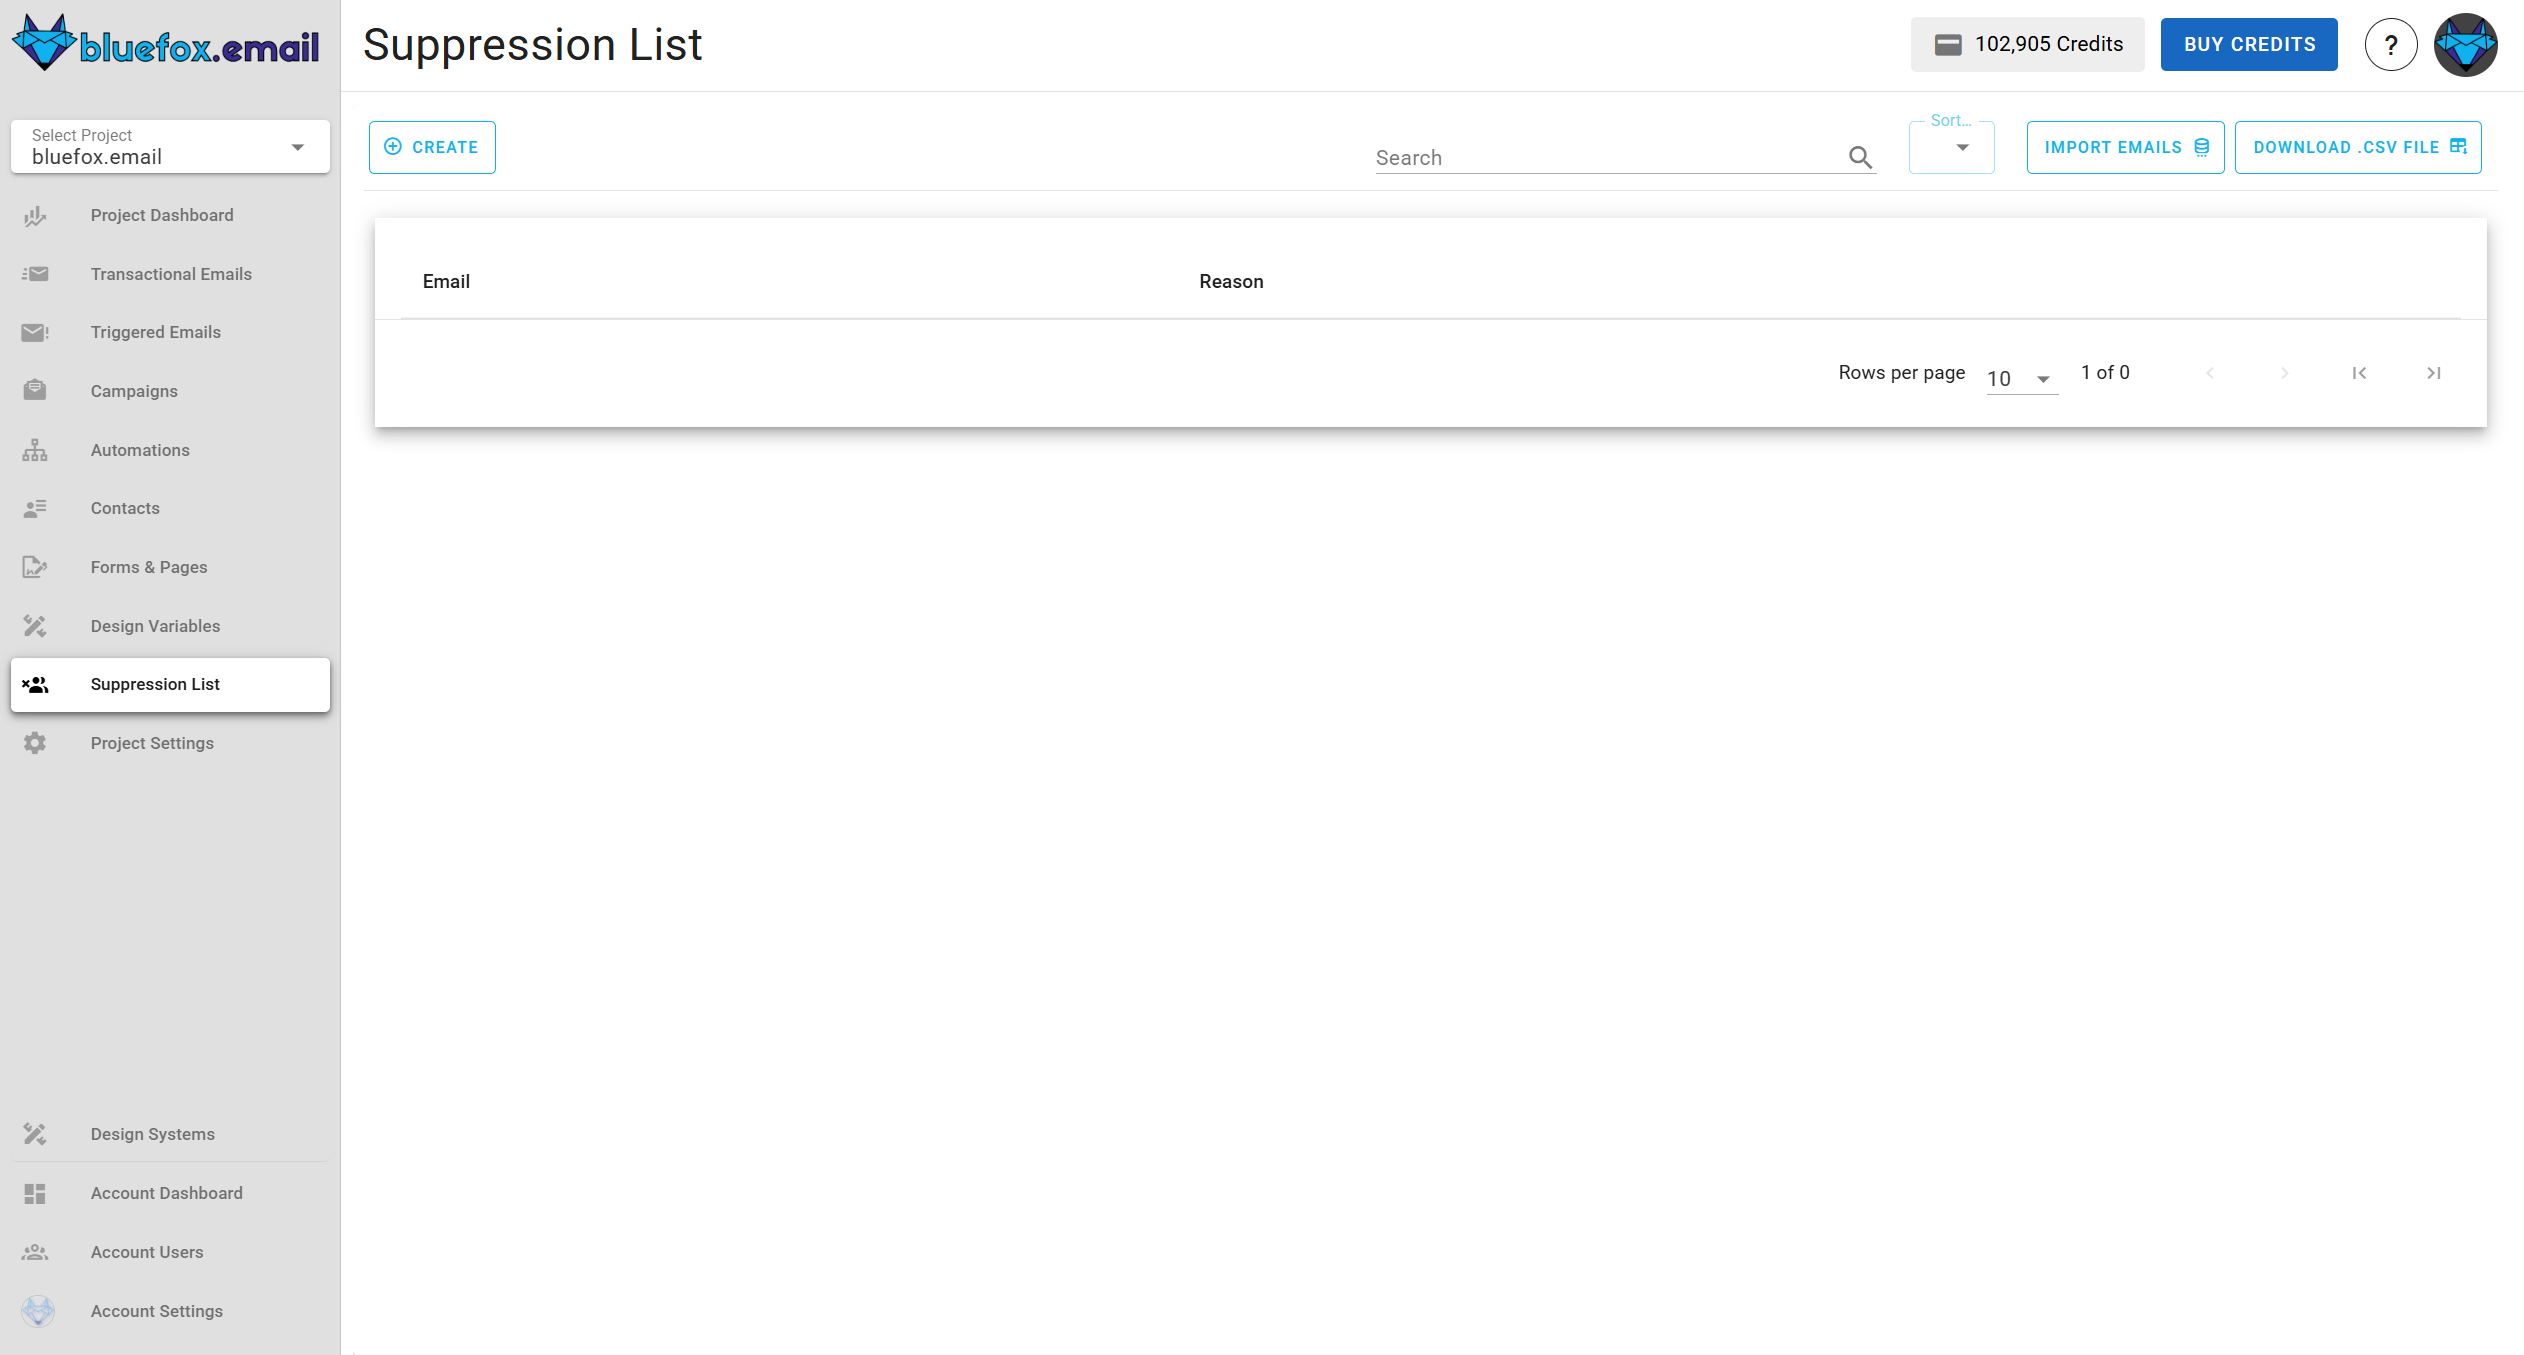 bluefox.email
Suppression List
102,905 Credits
BUY CREDITS
?
Select Project
bluefox.email
Project Dashboard
Transactional Emails
Triggered Emails
Campaigns
Automations
Contacts
Forms & Pages
Design Variables
Suppression List
Project Settings
Design Systems
Account Dashboard
Account Users
Account Settings
CREATE
Search
Sort...
IMPORT EMAILS
DOWNLOAD .CSV FILE
Email Reason
Rows per page 10 1 of 0